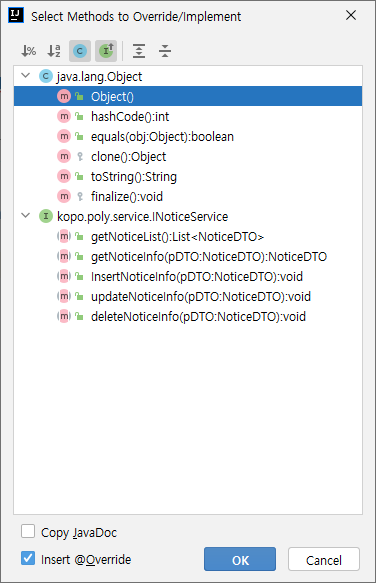 IJ
Select Methods to Override/Implement
java.lang.Object
Object()
hashCode():int
equals(obj:Object):boolean
clone():Object
toString():String
finalize():void
kopo.poly.service.INoticeService
getNoticeList():List<NoticeDTO>
getNoticeInfo(pDTO:NoticeDTO):NoticeDTO
InsertNoticeInfo(pDTO:NoticeDTO):void
updateNoticeInfo(pDTO:NoticeDTO):void
deleteNoticeInfo(pDTO:NoticeDTO):void
Copy JavaDoc
Insert @Override
OK
Cancel